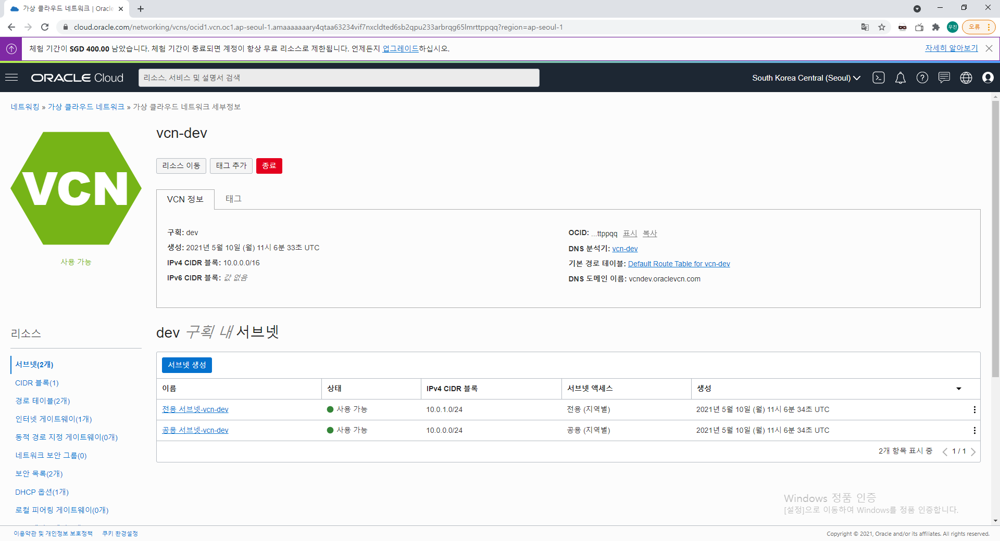 가상 클라우드 네트워크 | Oracle
cloud.oracle.com/networking/vcns/ocid1.vcn.oc1.ap-seoul-1.amaaaaaaary4qtaa63234vif7nxcldted6sb2qpu233arbrqg65lmrttppqq?region=ap-seoul-1
우진
오류
체험 기간이 SGD 400.00 남았습니다. 체험 기간이 종료되면 계정이 항상 무료 리소스로 제한됩니다. 언제든지 업그레이드하십시오.
자세히 알아보기
ORACLE Cloud
리소스, 서비스 및 설명서 검색
South Korea Central (Seoul)
네트워킹 » 가상 클라우드 네트워크 » 가상 클라우드 네트워크 세부정보
VCN
사용 가능
vcn-dev
리소스 이동
태그 추가
종료
VCN 정보
태그
구획: dev
생성: 2021년 5월 10일 (월) 11시 6분 33초 UTC
IPv4 CIDR 블록: 10.0.0.0/16
IPv6 CIDR 블록: 값 없음
OCID: ...ttppqq 표시 복사
DNS 분석기: vcn-dev
기본 경로 테이블: Default Route Table for vcn-dev
DNS 도메인 이름: vcndev.oraclevcn.com
리소스
서브넷(2개)
CIDR 블록(1)
경로 테이블(2개)
인터넷 게이트웨이(1개)
동적 경로 지정 게이트웨이(0개)
네트워크 보안 그룹(0)
보안 목록(2개)
DHCP 옵션(1개)
로컬 피어링 게이트웨이(0개)
dev 구획 내 서브넷
서브넷 생성
이름 상태 IPv4 CIDR 블록 서브넷 액세스 생성
전용 서브넷-vcn-dev 사용 가능 10.0.1.0/24 전용 (지역별) 2021년 5월 10일 (월) 11시 6분 34초 UTC
공용 서브넷-vcn-dev 사용 가능 10.0.0.0/24 공용 (지역별) 2021년 5월 10일 (월) 11시 6분 34초 UTC
2개 항목 표시 중 1 / 1
Windows 정품 인증
[설정]으로 이동하여 Windows를 정품 인증합니다.
이용약관 및 개인정보 보호정책
쿠키 환경설정
Copyright © 2021, Oracle and/or its affiliates. All rights reserved.